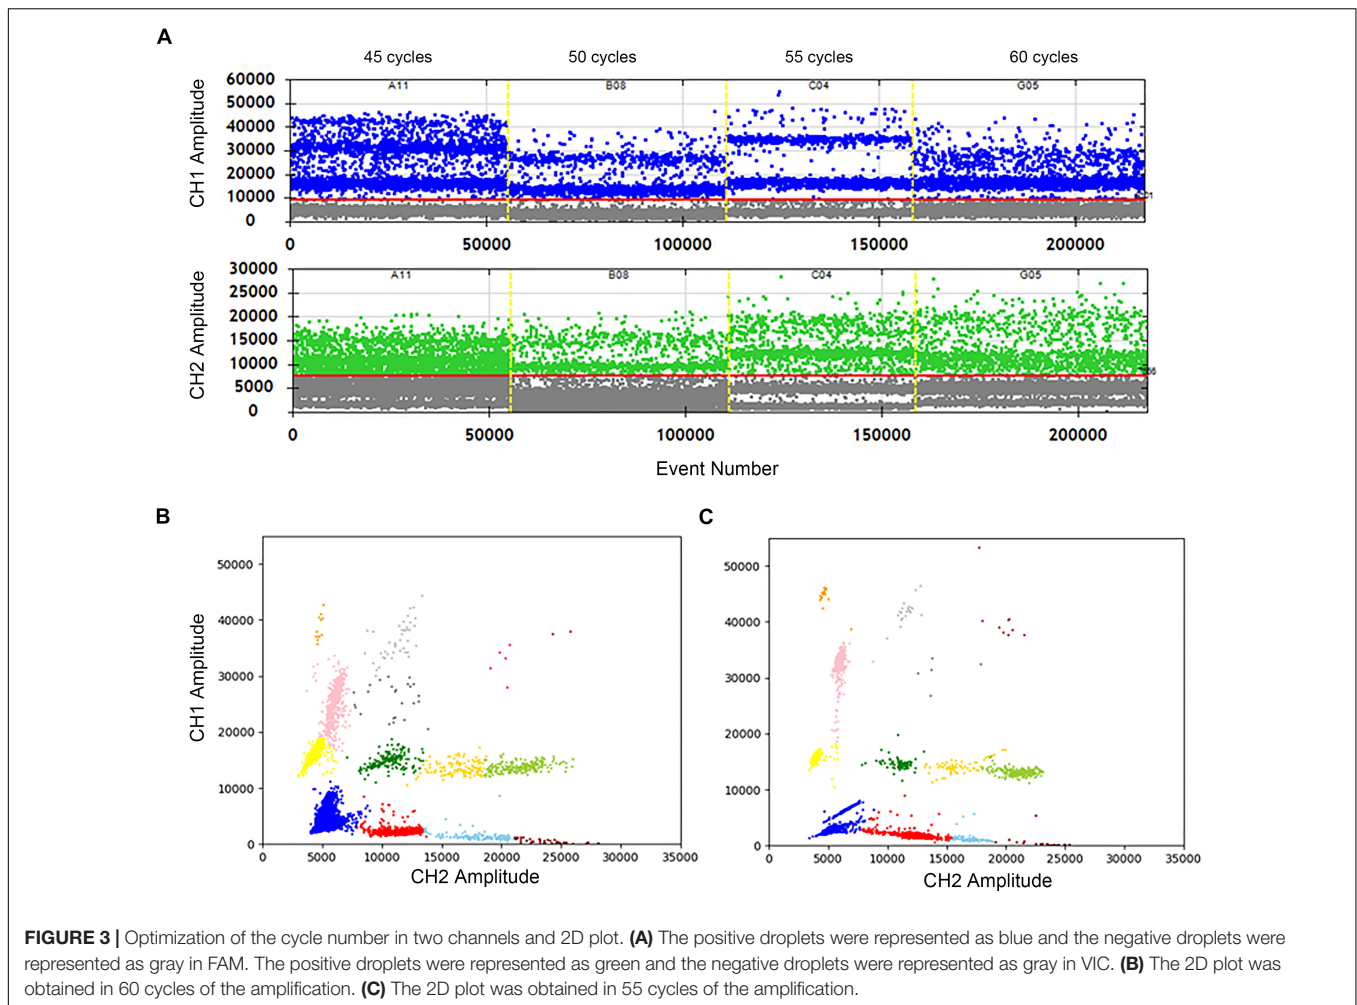 A
45 cycles 50 cycles 55 cycles 60 cycles
A11 B08 C04 G05
CH1 Amplitude
60000
50000
40000
30000
20000
10000
0
0 50000 100000 150000 200000
A11 B08 C04 G05
CH2 Amplitude
30000
25000
20000
15000
10000
5000
0
0 50000 100000 150000 200000
Event Number
B
CH1 Amplitude
50000
40000
30000
20000
10000
0
0 5000 10000 15000 20000 25000 30000 35000
CH2 Amplitude
C
50000
40000
30000
20000
10000
0
0 5000 10000 15000 20000 25000 30000 35000
CH2 Amplitude
FIGURE 3 | Optimization of the cycle number in two channels and 2D plot. (A) The positive droplets were represented as blue and the negative droplets were
represented as gray in FAM. The positive droplets were represented as green and the negative droplets were represented as gray in VIC. (B) The 2D plot was
obtained in 60 cycles of the amplification. (C) The 2D plot was obtained in 55 cycles of the amplification.